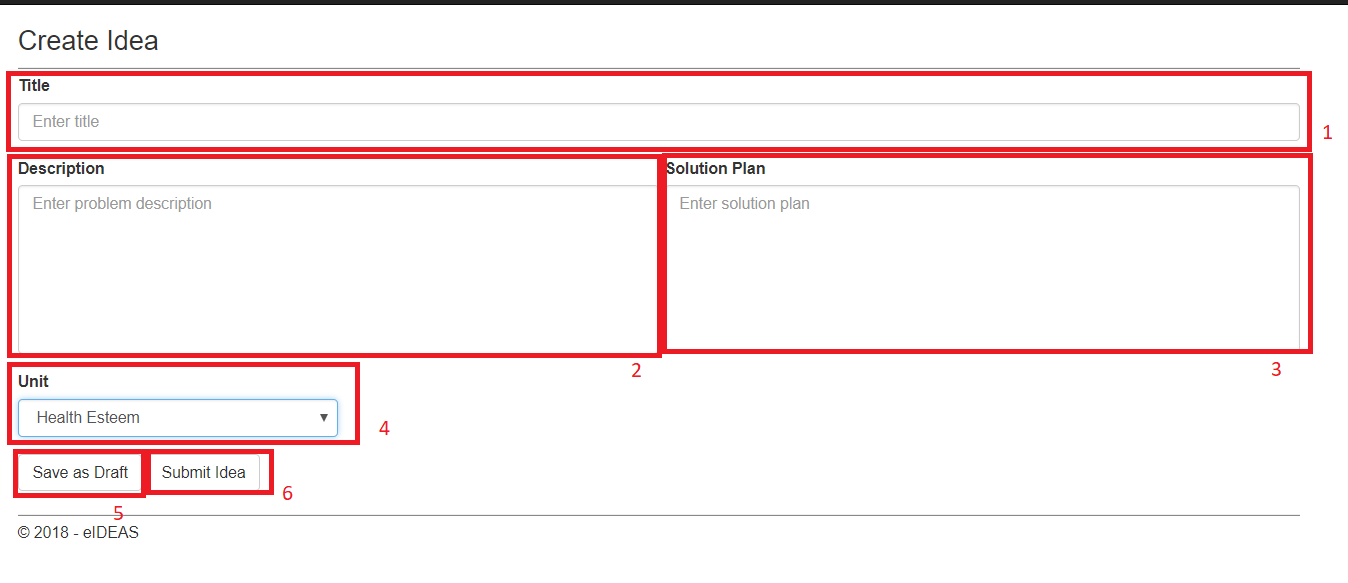 Create Idea
Title
Enter title
1
Description
Solution Plan
Enter problem description
Enter solution plan
2
3
Unit
Health Esteem
4
Save as Draft
Submit Idea
6
5
© 2018 - eIDEAS